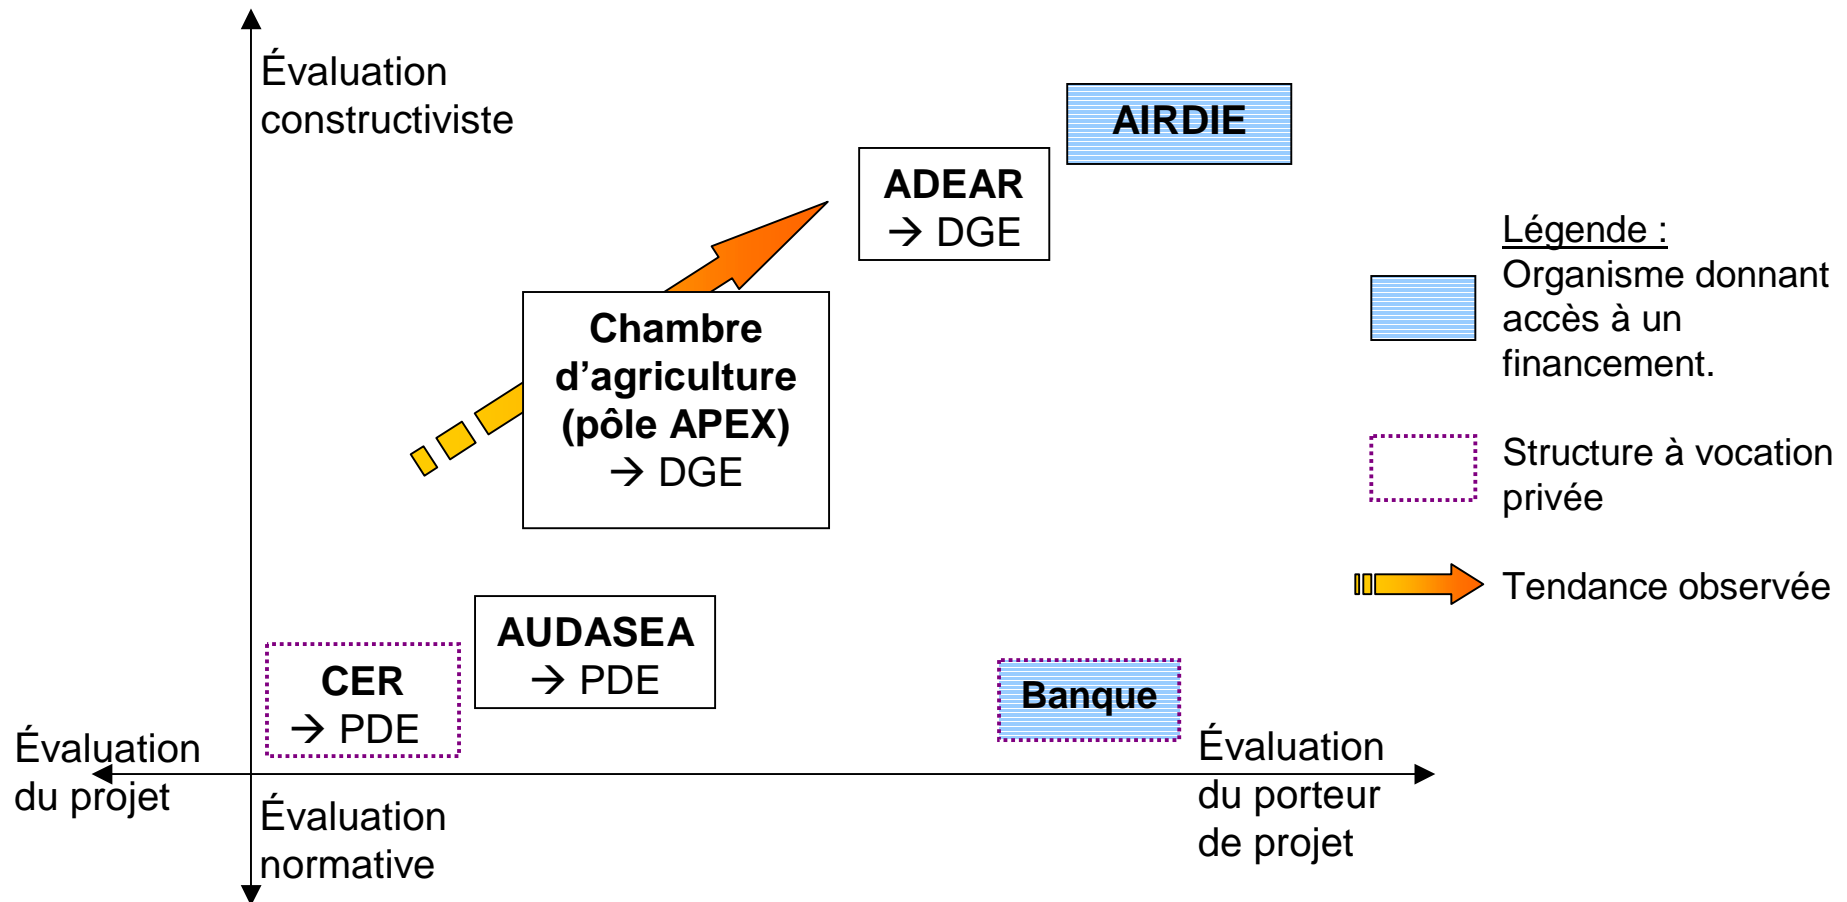 Évaluation
constructiviste
AIRDIE
ADEAR
→ DGE
Chambre
d’agriculture
(pôle APEX)
→ DGE
AUDASEA
→ PDE
CER
→ PDE
Banque
Évaluation
du projet
Évaluation
du porteur
de projet
Évaluation
normative
Légende :
Organisme donnant
accès à un
financement.
Structure à vocation
privée
Tendance observée